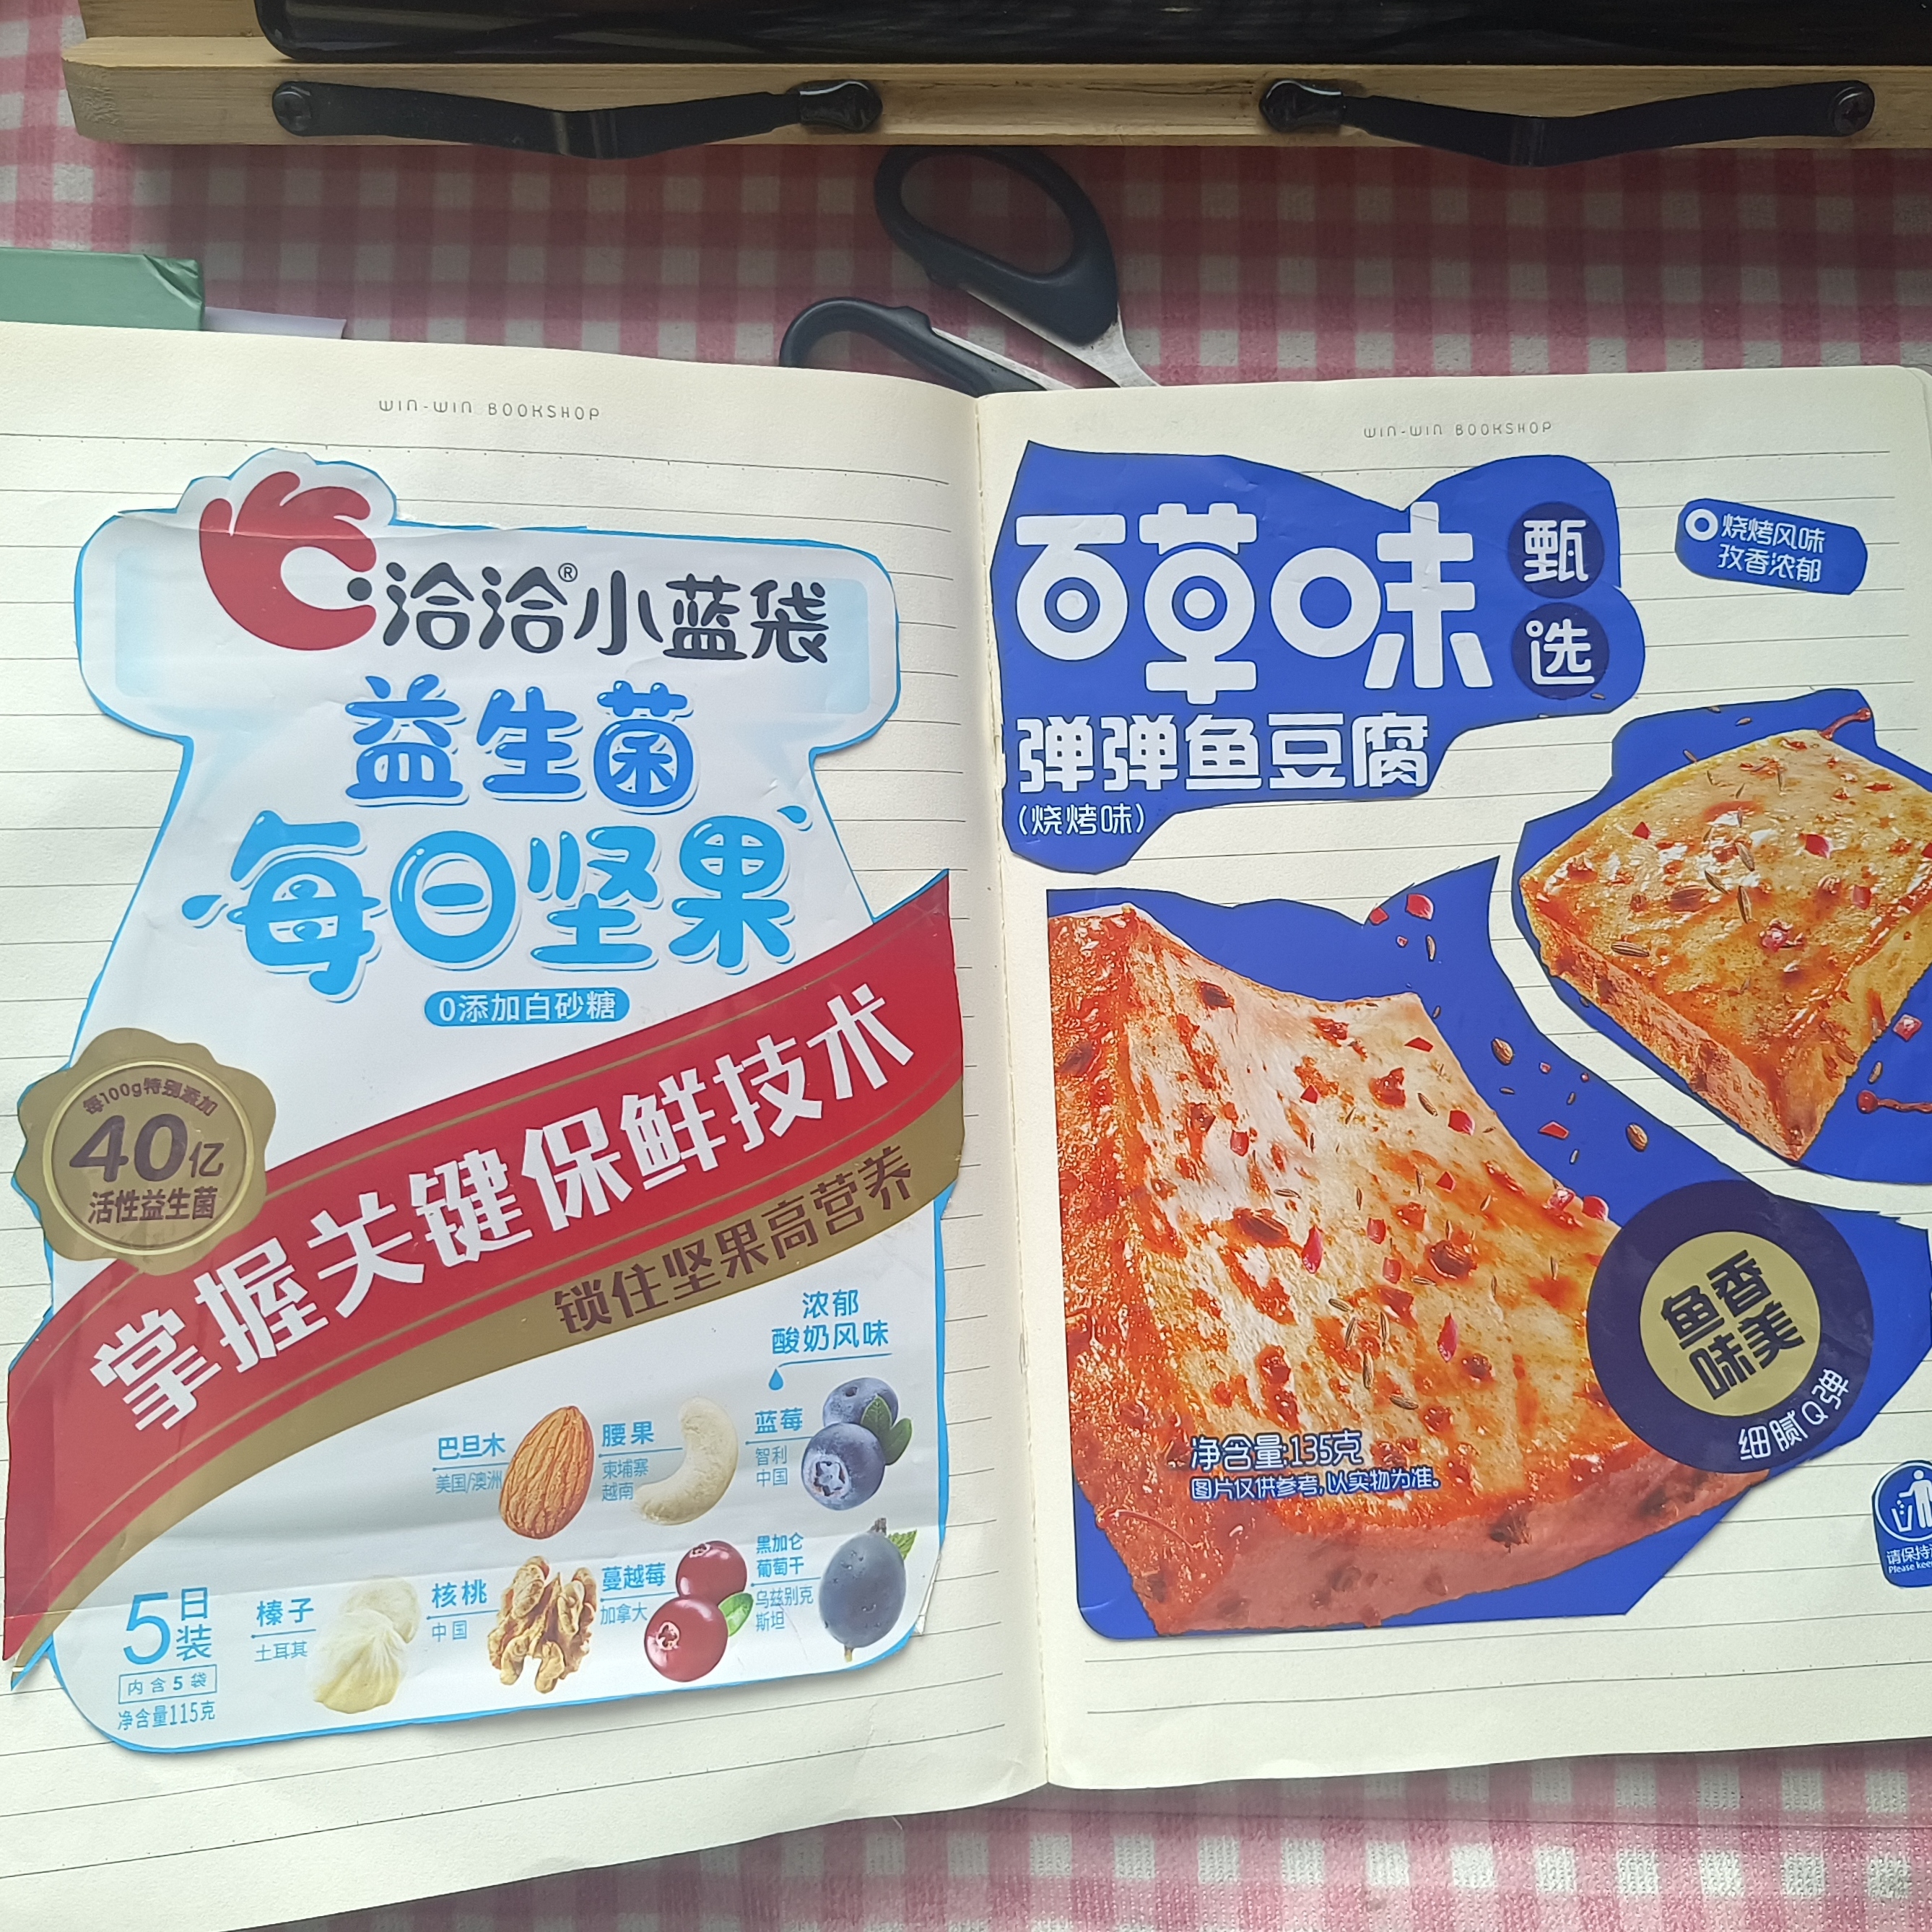 WIN-WIN BOOKSHOP
洽洽®小蓝袋
益生菌
每日坚果
0添加白砂糖
每100g特别添加
40亿
活性益生菌
掌握关键保鲜技术
锁住坚果高营养
浓郁
酸奶风味
巴旦木
美国/澳洲
腰果
柬埔寨
越南
蓝莓
智利
中国
榛子
土耳其
核桃
中国
蔓越莓
加拿大
黑加仑
葡萄干
乌兹别克
斯坦
5日装
内含5袋
净含量115克
WIN-WIN BOOKSHOP
百草味
甄选
烧烤风味
孜香浓郁
弹弹鱼豆腐
(烧烤味)
鱼香
味美
细腻Q弹
净含量:135克
图片仅供参考,以实物为准。
请保持
Please kee